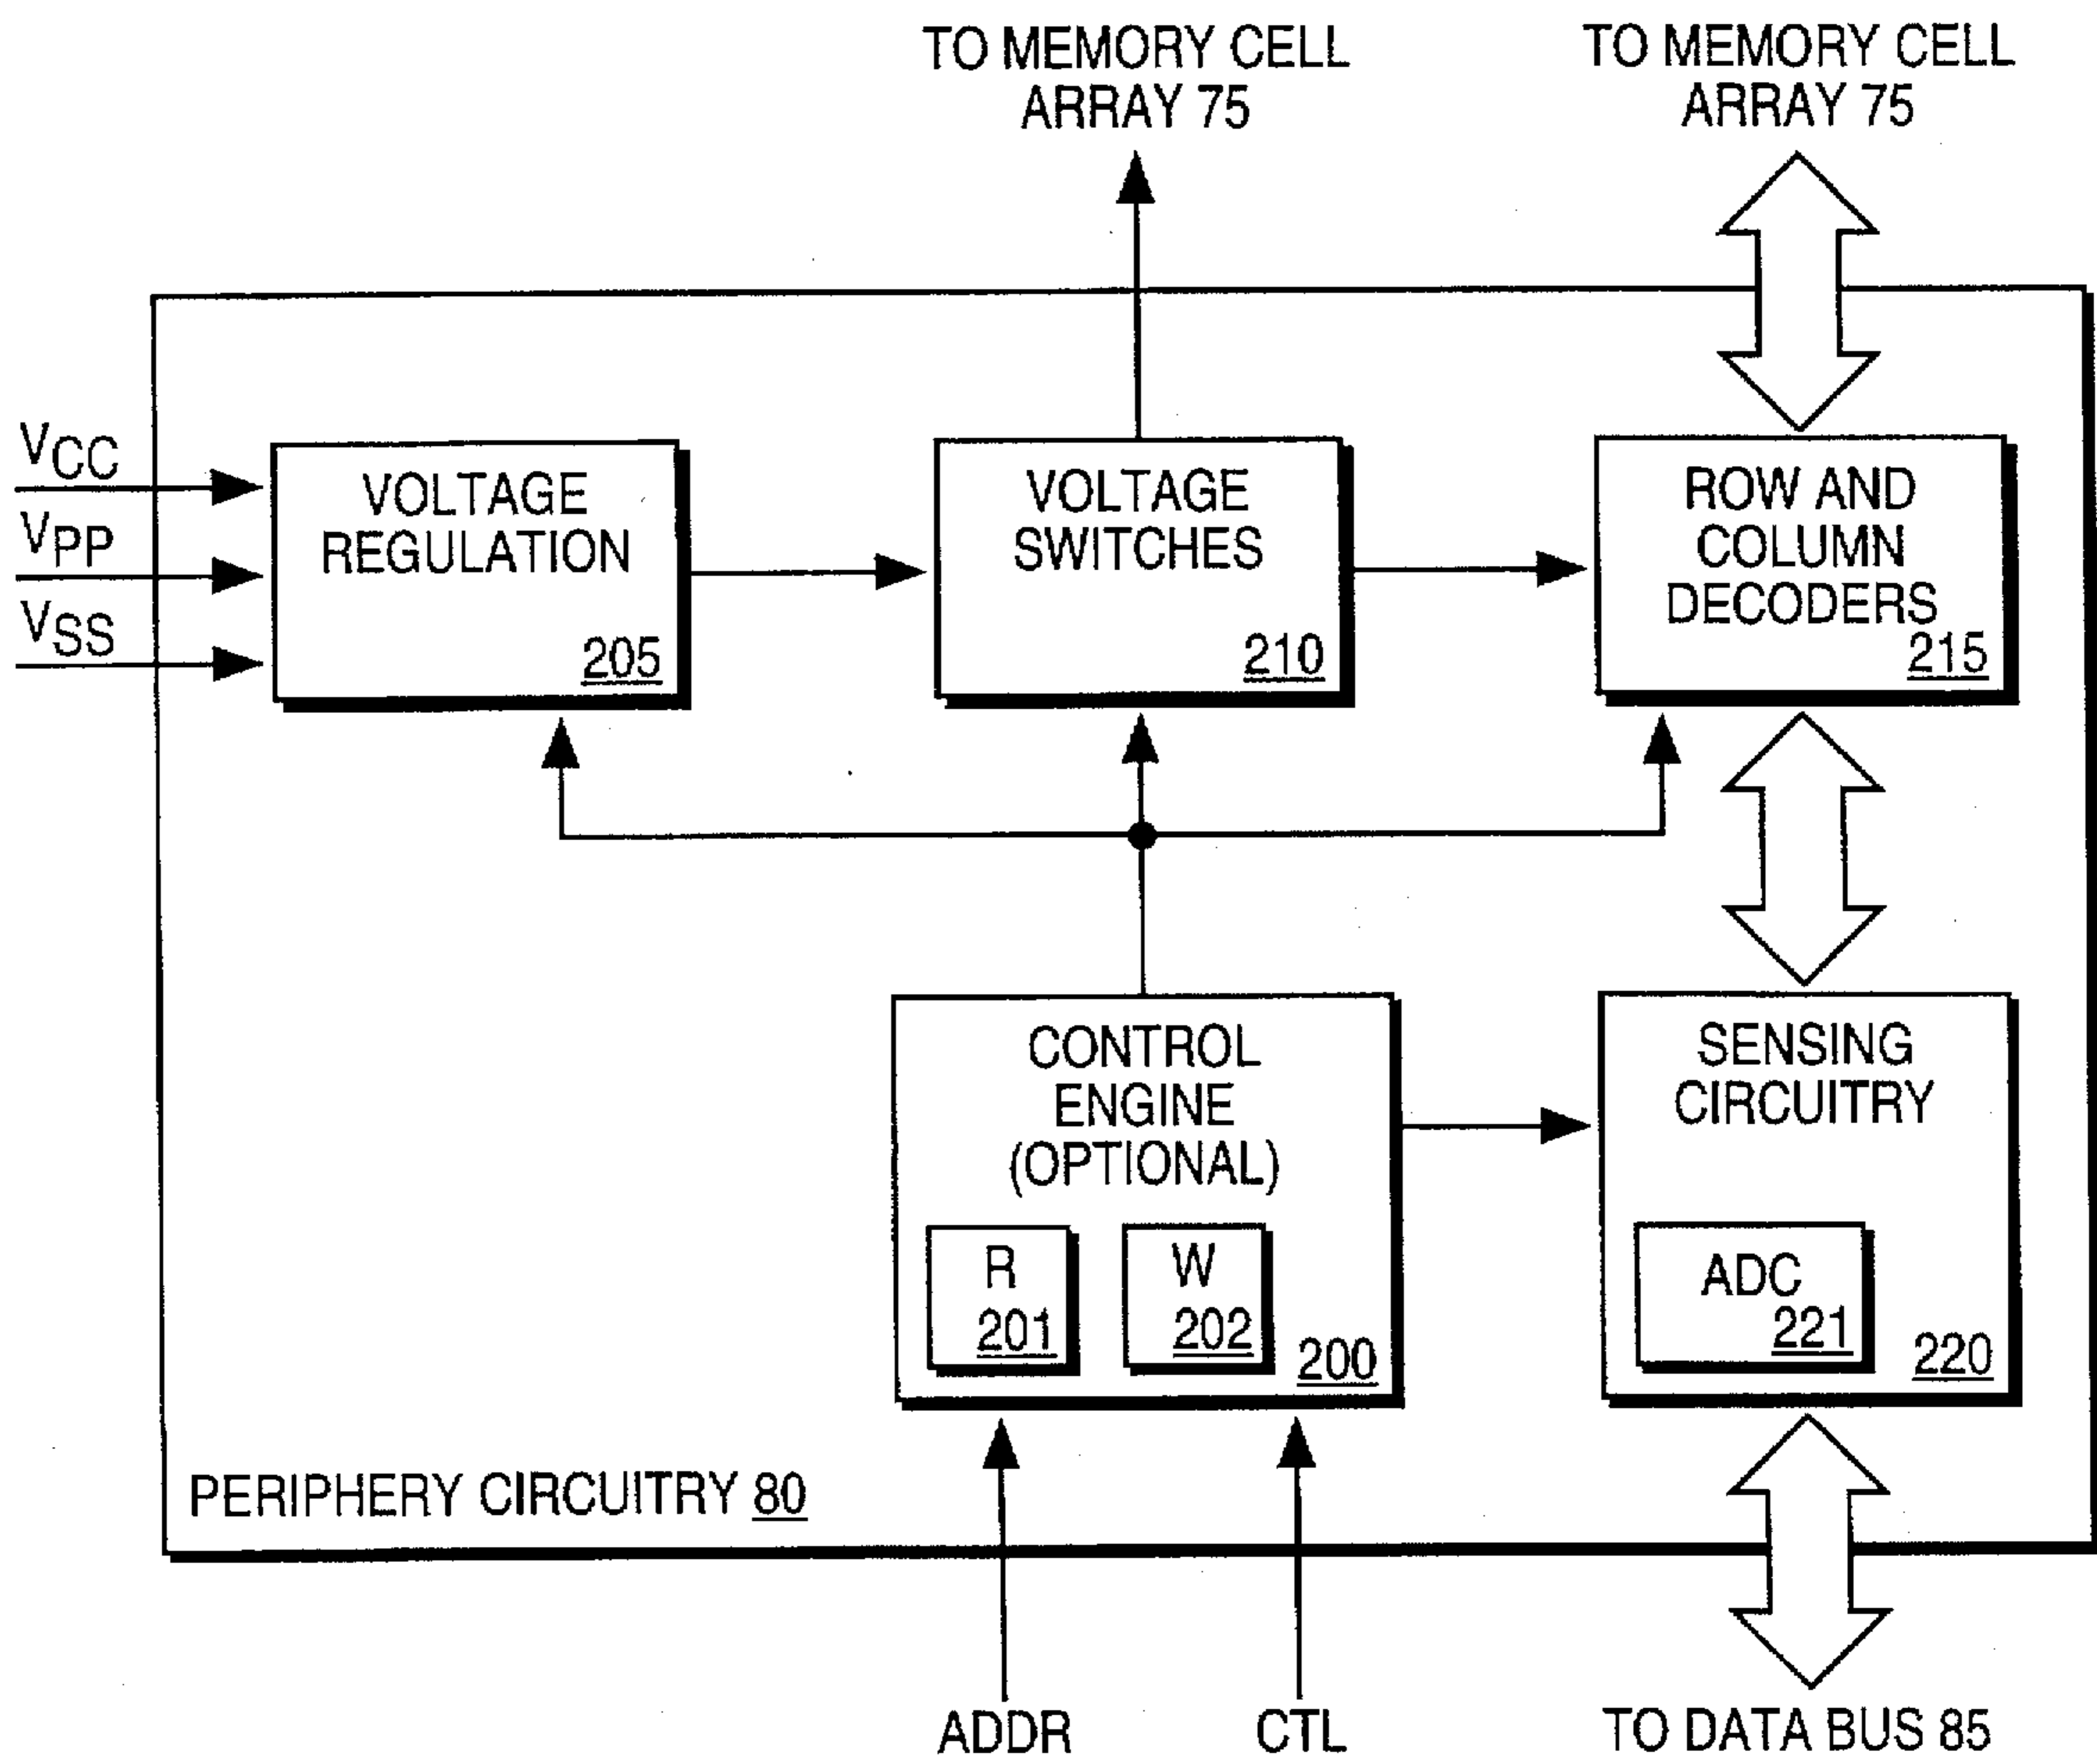 TO MEMORY CELL
ARRAY 75
TO MEMORY CELL
ARRAY 75
VCC
VPP
VSS
VOLTAGE
REGULATION
205
VOLTAGE
SWITCHES
210
ROW AND
COLUMN
DECODERS
215
CONTROL
ENGINE
(OPTIONAL)
R
201
W
202
200
SENSING
CIRCUITRY
ADC
221
220
PERIPHERY CIRCUITRY 80
ADDR
CTL
TO DATA BUS 85